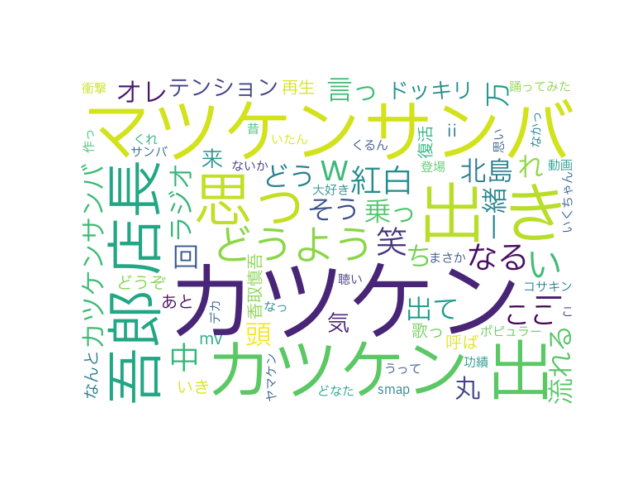 衝撃
オレ
テンション
再生
言っ
ドッキリ
万
踊ってみた
マツケンサンバ
作っ
くれ
サンバ
昔
いたん
くるん
復活
ii
思い
なかっ
来
ないか
どう
w
登場
北島
れ
動画
大好き
紅白
一緒
いくちゃん
カツケンサンバ
吾郎
店長
ラジオ
思っ
そう
乗っ
出
き
回
どうよう
笑
ち
なる
い
どうぞ
香取慎吾
まさか
コサキン
カツケン
聴い
あと
なっ
デカ
出て
ここ
こ
気
mv
頭
歌っ
ポピュラー
呼ば
流れる
中
カツケン
出
なんと
いき
ヤマケン
うって
功績
どなた
smap
丸